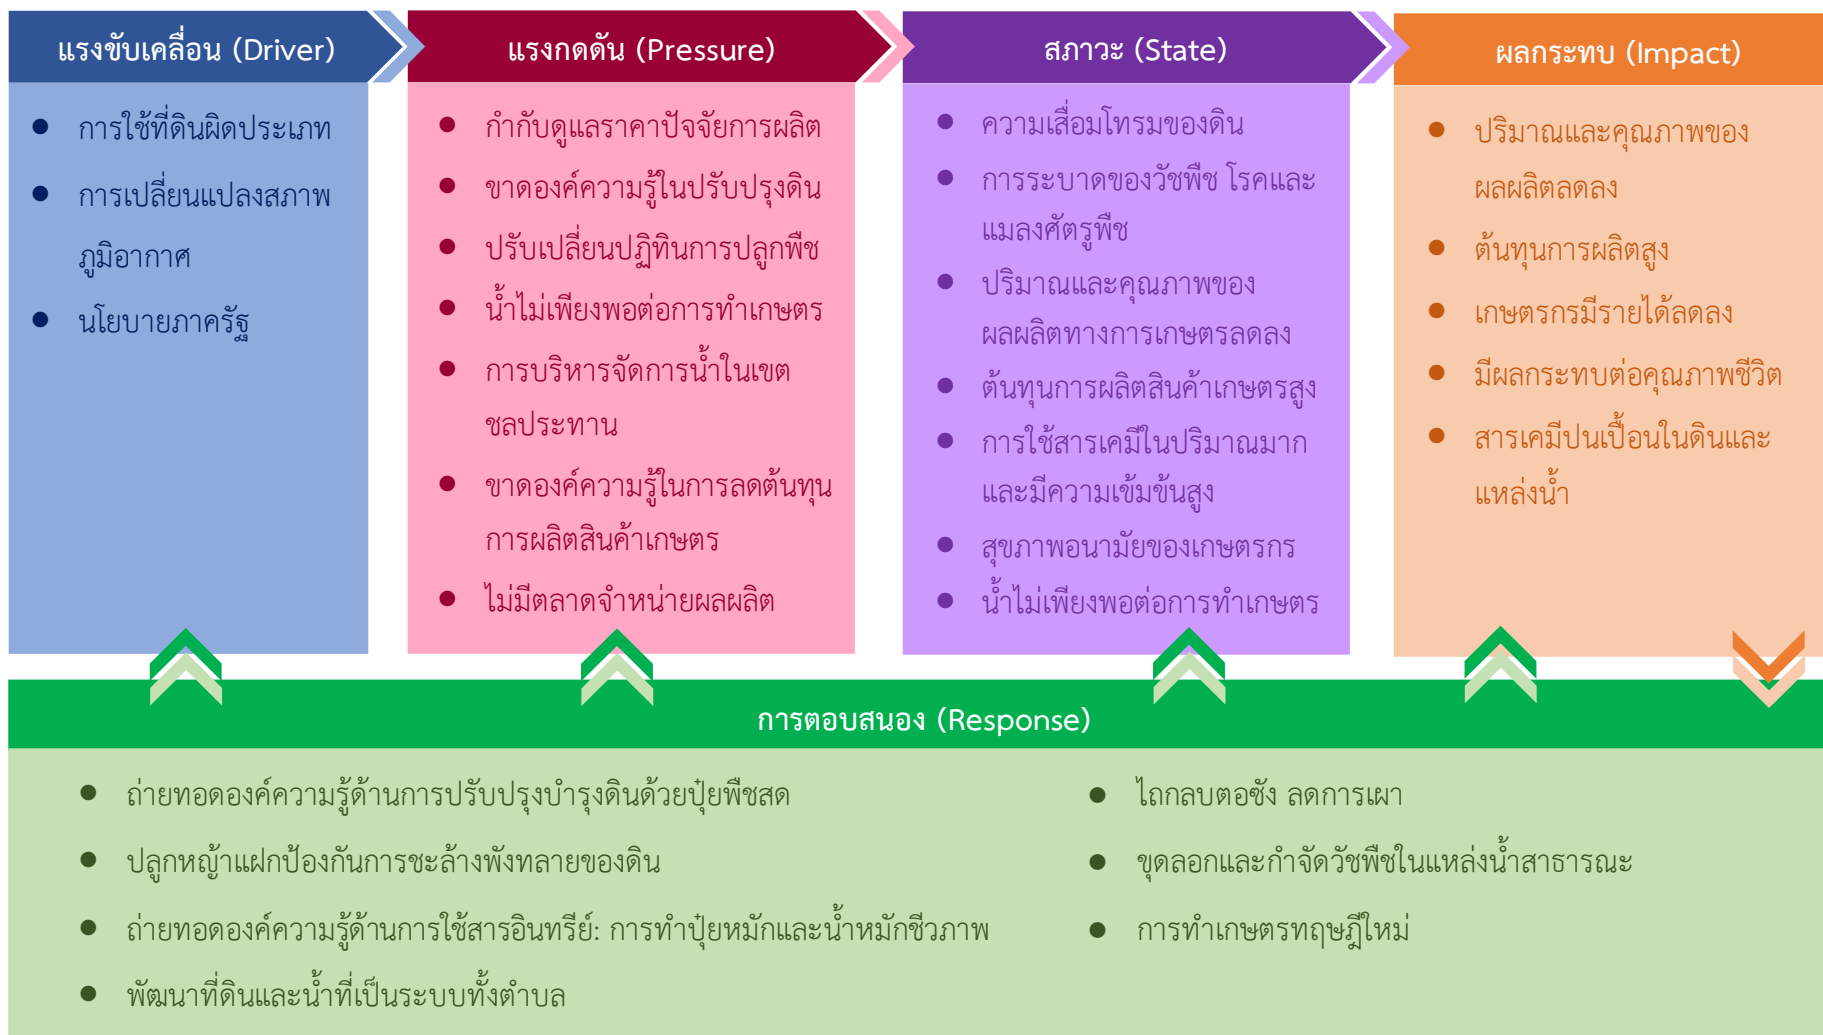 แรงขับเคลื่อน (Driver)
การใช้ที่ดินผิดประเภท
การเปลี่ยนแปลงสภาพ
ภูมิอากาศ
นโยบายภาครัฐ
แรงกดดัน (Pressure)
กำกับดูแลราคาปัจจัยการผลิต
ขาดองค์ความรู้ในปรับปรุงดิน
ปรับเปลี่ยนปฏิทินการปลูกพืช
น้ำไม่เพียงพอต่อการทำเกษตร
การบริหารจัดการน้ำในเขต
ชลประทาน
ขาดองค์ความรู้ในการลดต้นทุน
การผลิตสินค้าเกษตร
ไม่มีตลาดจำหน่ายผลผลิต
สภาวะ (State)
ความเสื่อมโทรมของดิน
การระบาดของวัชพืช โรคและ
แมลงศัตรูพืช
ปริมาณและคุณภาพของ
ผลผลิตทางการเกษตรลดลง
ต้นทุนการผลิตสินค้าเกษตรสูง
การใช้สารเคมีในปริมาณมาก
และมีความเข้มข้นสูง
สุขภาพอนามัยของเกษตรกร
น้ำไม่เพียงพอต่อการทำเกษตร
ผลกระทบ (Impact)
ปริมาณและคุณภาพของ
ผลผลิตลดลง
ต้นทุนการผลิตสูง
เกษตรกรมีรายได้ลดลง
มีผลกระทบต่อคุณภาพชีวิต
สารเคมีปนเปื้อนในดินและ
แหล่งน้ำ
การตอบสนอง (Response)
ถ่ายทอดองค์ความรู้ด้านการปรับปรุงบำรุงดินด้วยปุ๋ยพืชสด
ปลูกหญ้าแฝกป้องกันการชะล้างพังทลายของดิน
ถ่ายทอดองค์ความรู้ด้านการใช้สารอินทรีย์: การทำปุ๋ยหมักและน้ำหมักชีวภาพ
พัฒนาที่ดินและน้ำที่เป็นระบบทั้งตำบล
ไถกลบตอซัง ลดการเผา
ขุดลอกและกำจัดวัชพืชในแหล่งน้ำสาธารณะ
การทำเกษตรทฤษฎีใหม่